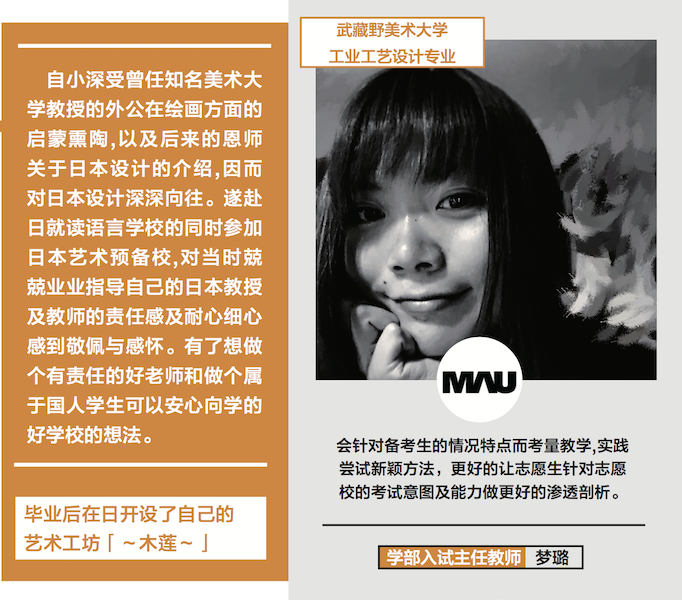 自小深受曾任知名美术大
学教授的外公在绘画方面的
启蒙熏陶,以及后来的恩师
关于日本设计的介绍,因而
对日本设计深深向往。遂赴
日就读语言学校的同时参加
日本艺术预备校,对当时兢
兢业业指导自己的日本教授
及教师的责任感及耐心细心
感到敬佩与感怀。有了想做
个有责任的好老师和做个属
于国人学生可以安心向学的
好学校的想法。
毕业后在日开设了自己的
艺术工坊「～木莲～」
武藏野美术大学
工业工艺设计专业
MAU
会针对备考生的情况特点而考量教学,实践
尝试新颖方法，更好的让志愿生针对志愿
校的考试意图及能力做更好的渗透剖析。
学部入试主任教师 梦璐